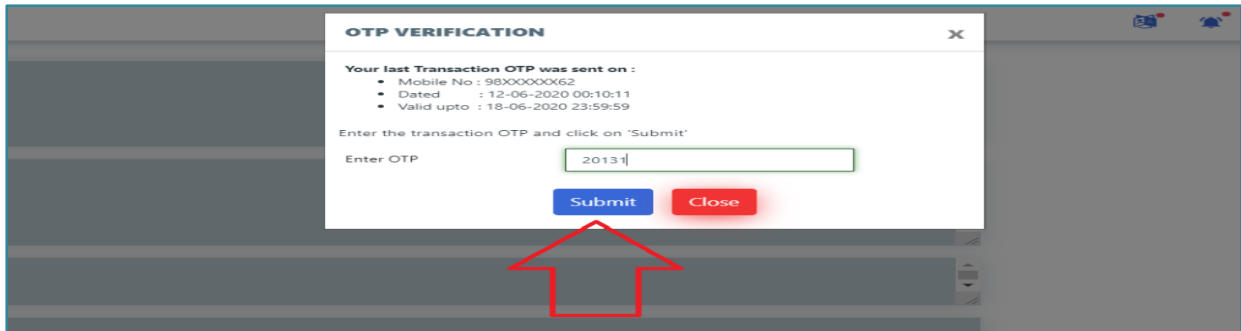 OTP VERIFICATION x
Your last Transaction OTP was sent on :
• Mobile No : 98XXXXXX62
• Dated : 12-06-2020 00:10:11
• Valid upto : 18-06-2020 23:59:59
Enter the transaction OTP and click on 'Submit'
Enter OTP 20131
Submit Close